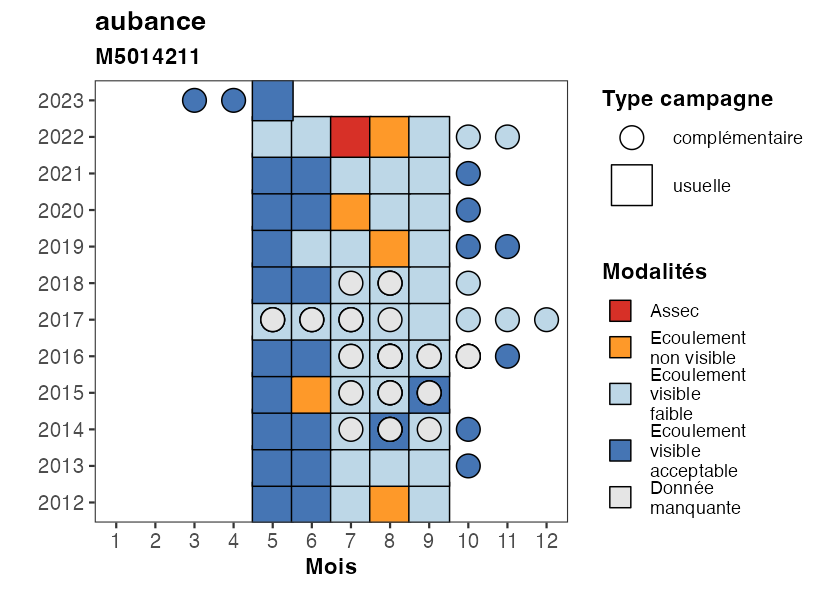 aubance
M5014211
2023
2022
2021
2020
2019
2018
2017
2016
2015
2014
2013
2012
1 2 3 4 5 6 7 8 9 10 11 12
Mois
Type campagne
complémentaire
usuelle
Modalités
Assec
Ecoulement
non visible
Ecoulement
visible
faible
Ecoulement
visible
acceptable
Donnée
manquante